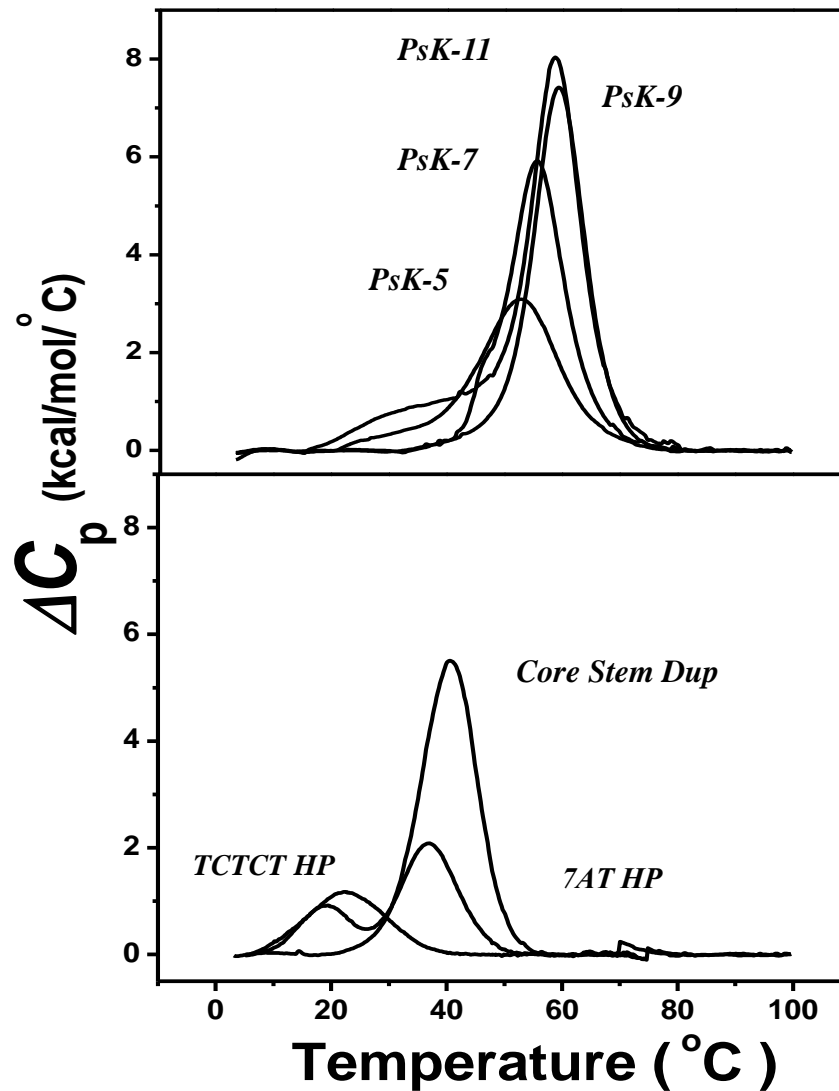 8
6
4
2
0
PsK-11
PsK-9
PsK-7
PsK-5
8
6
4
2
0
Core Stem Dup
TCTCT HP
7AT HP
0 20 40 60 80 100
ΔCp (kcal/mol/°C)
Temperature (°C)